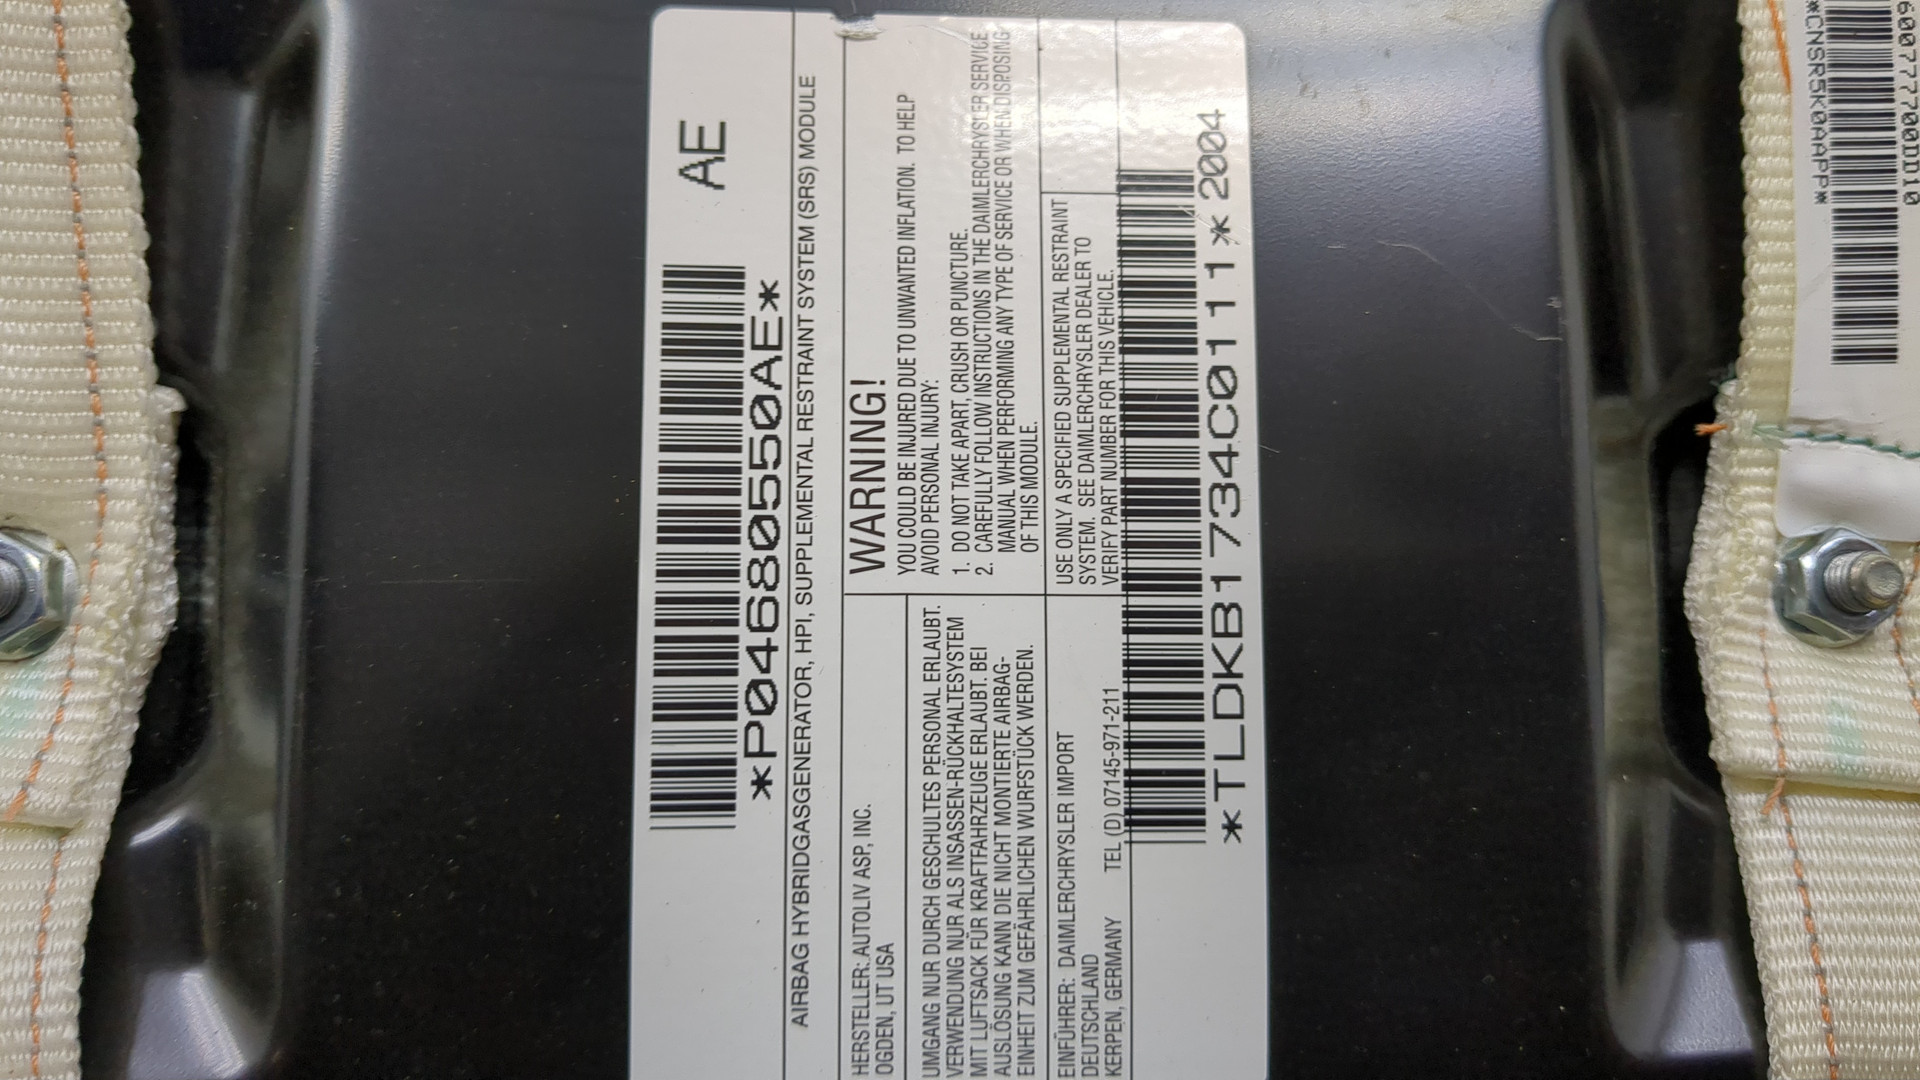 AE
*P04680550AE*
AIRBAG HYBRIDGASGENERATOR, HPI, SUPPLEMENTAL RESTRAINT SYSTEM (SRS) MODULE
HERSTELLER: AUTOLIV ASP, INC.
OGDEN, UT USA
UMGANG NUR DURCH GESCHULTES PERSONAL ERLAUBT.
VERWENDUNG NUR ALS INSASSEN-RÜCKHALTESYSTEM
MIT LUFTSACK FÜR KRAFTFAHRZEUGE ERLAUBT. BEI
AUSLÖSUNG KANN DIE NICHT MONTIERTE AIRBAG-
EINHEIT ZUM GEFÄHRLICHEN WURFSTÜCK WERDEN.
EINFÜHRER: DAIMLERCHRYSLER IMPORT
DEUTSCHLAND
KERPEN, GERMANY TEL (D) 07145-971-211
WARNING!
YOU COULD BE INJURED DUE TO UNWANTED INFLATION. TO HELP
AVOID PERSONAL INJURY:
1. DO NOT TAKE APART, CRUSH OR PUNCTURE.
2. CAREFULLY FOLLOW INSTRUCTIONS IN THE DAIMLERCHRYSLER SERVICE
MANUAL WHEN PERFORMING ANY TYPE OF SERVICE OR WHEN DISPOSING
OF THIS MODULE.
USE ONLY A SPECIFIED SUPPLEMENTAL RESTRAINT
SYSTEM. SEE DAIMLERCHRYSLER DEALER TO
VERIFY PART NUMBER FOR THIS VEHICLE.
*TLDKB1734C0111* 2004
*CNSR5K0AAPP*